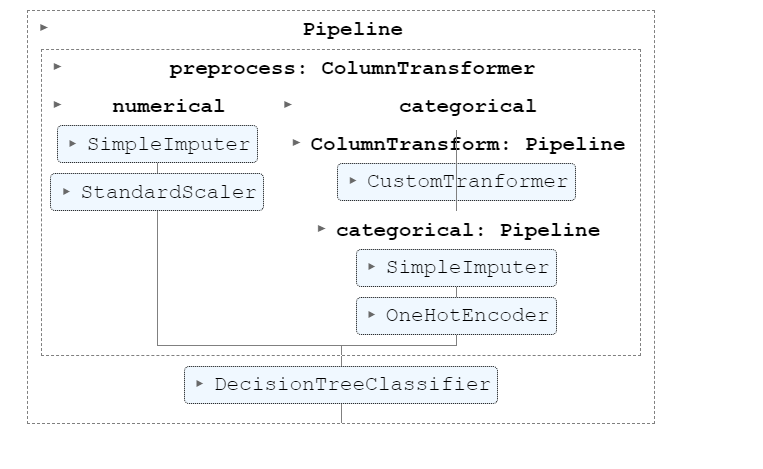 Pipeline
preprocess: ColumnTransformer
numerical
categorical
SimpleImputer
ColumnTransform: Pipeline
StandardScaler
CustomTranformer
categorical: Pipeline
SimpleImputer
OneHotEncoder
DecisionTreeClassifier